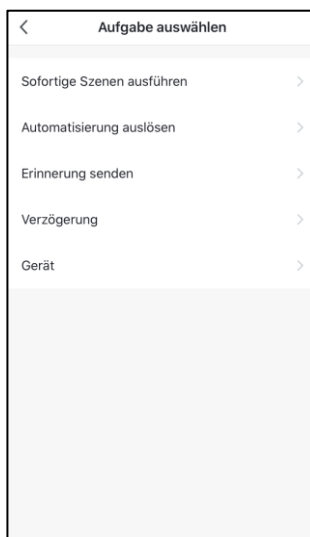 Aufgabe auswählen
Sofortige Szenen ausführen
Automatisierung auslösen
Erinnerung senden
Verzögerung
Gerät